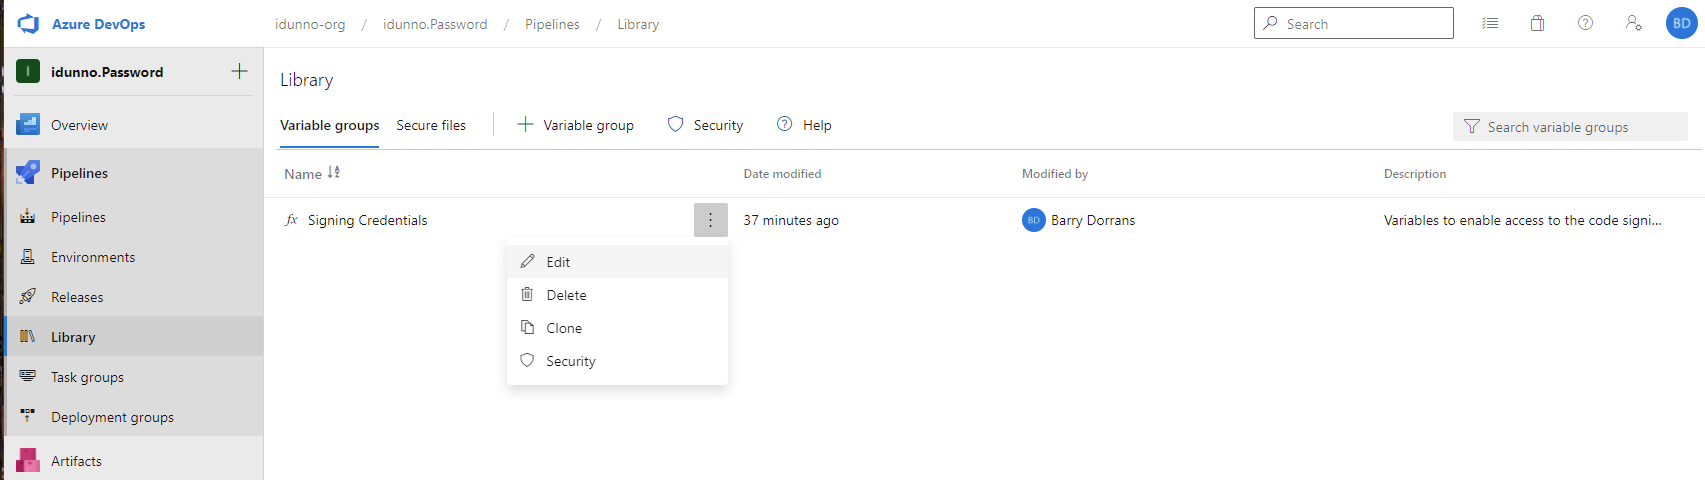 Azure DevOps
idunno-org / idunno.Password / Pipelines / Library
Search
BD
I
idunno.Password
Overview
Pipelines
Pipelines
Environments
Releases
Library
Task groups
Deployment groups
Artifacts
Library
Variable groups Secure files Variable group Security Help
Search variable groups
Name Date modified Modified by Description
fx Signing Credentials 37 minutes ago BD Barry Dorrans Variables to enable access to the code signi...
Edit
Delete
Clone
Security